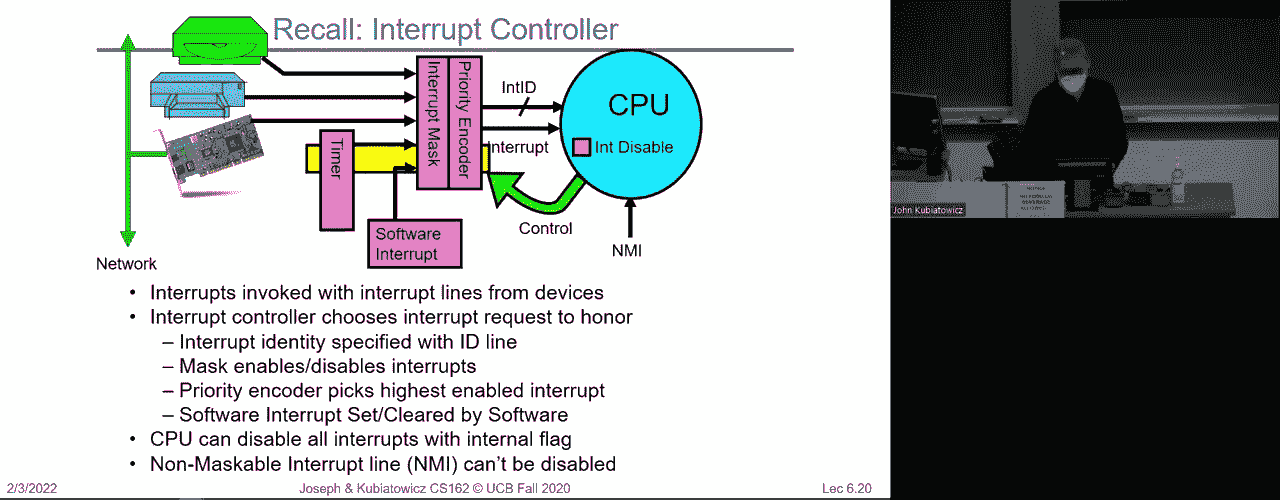 Recall: Interrupt Controller
Interrupt Mask
Priority Encoder
IntID
CPU
Interrupt
Int Disable
Timer
Software
Interrupt
Control
NMI
Network
John Kubiatowicz
• Interrupts invoked with interrupt lines from devices
• Interrupt controller chooses interrupt request to honor
– Interrupt identity specified with ID line
– Mask enables/disables interrupts
– Priority encoder picks highest enabled interrupt
– Software Interrupt Set/Cleared by Software
• CPU can disable all interrupts with internal flag
• Non-Maskable Interrupt line (NMI) can't be disabled
2/3/2022
Joseph & Kubiatowicz CS162 © UCB Fall 2020
Lec 6.20